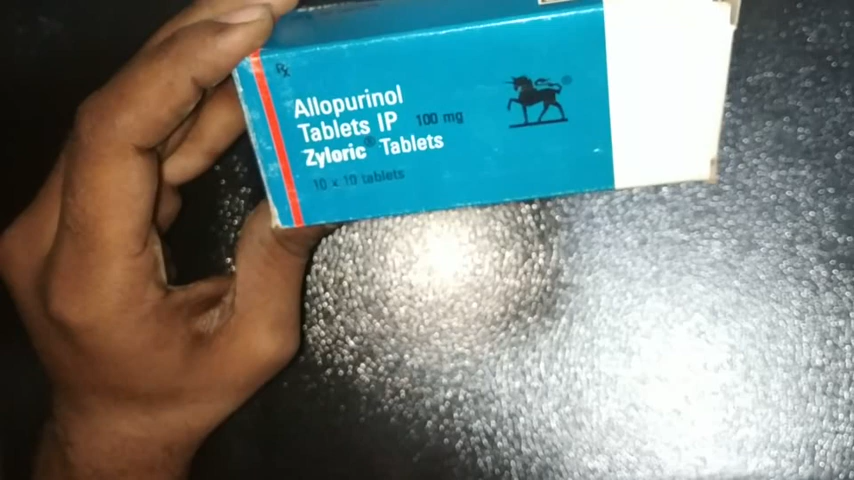 Rx
Allopurinol
Tablets IP 100 mg
Zyloric® Tablets
10 x 10 tablets